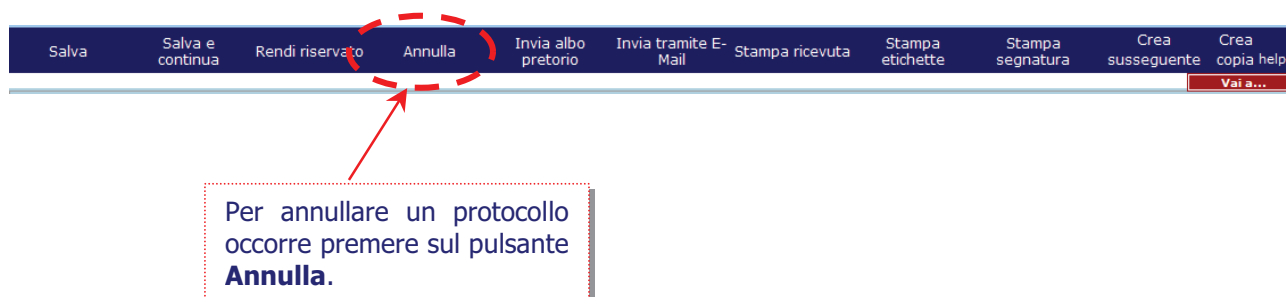 Salva
Salva e
continua
Rendi riservato
Annulla
Invia albo
pretorio
Invia tramite E-
Mail
Stampa ricevuta
Stampa
etichette
Stampa
segnatura
Crea
susseguente
Crea
copia
help
Vai a...
Per annullare un protocollo
occorre premere sul pulsante
Annulla.